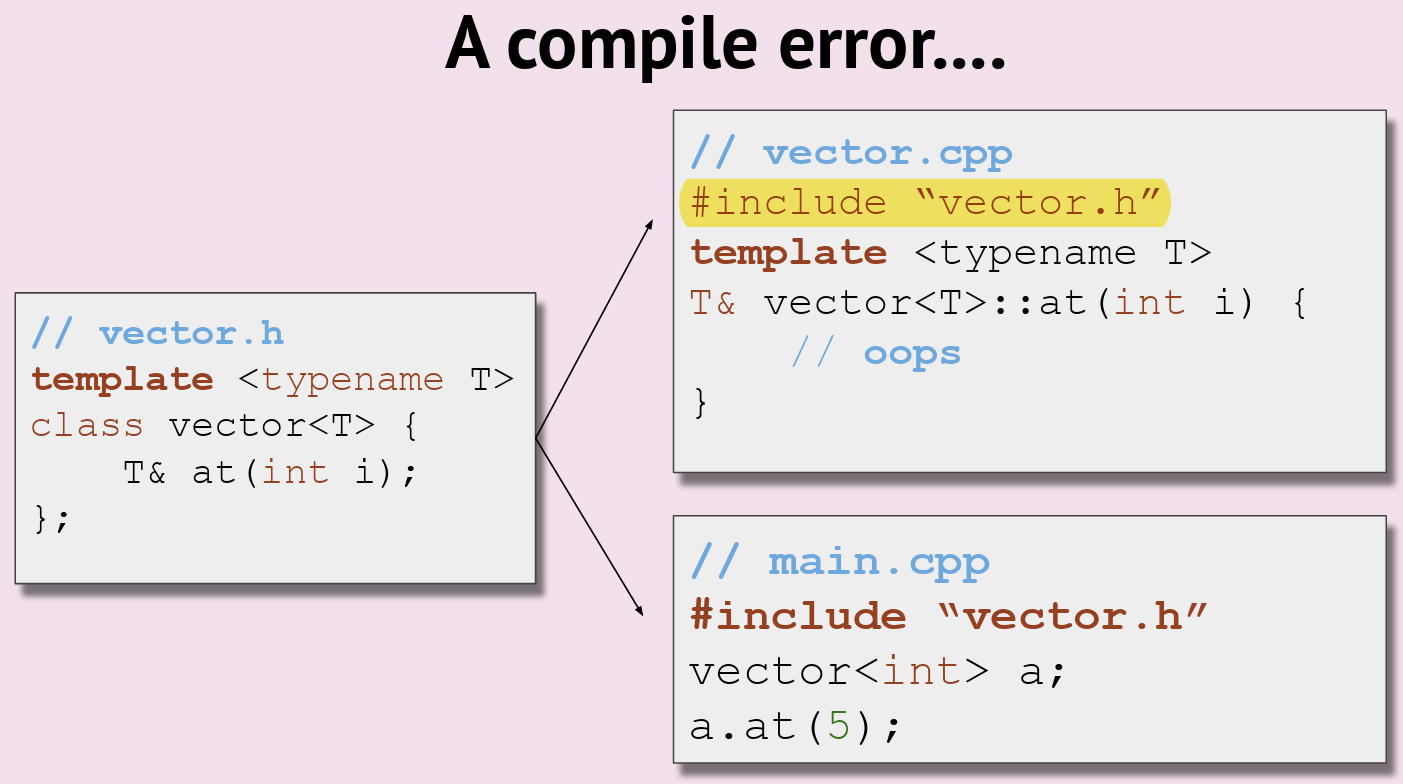 A compile error....
// vector.h
template <typename T>
class vector<T> {
T& at(int i);
};
// vector.cpp
#include “vector.h”
template <typename T>
T& vector<T>::at(int i) {
// oops
}
// main.cpp
#include “vector.h”
vector<int> a;
a.at(5);